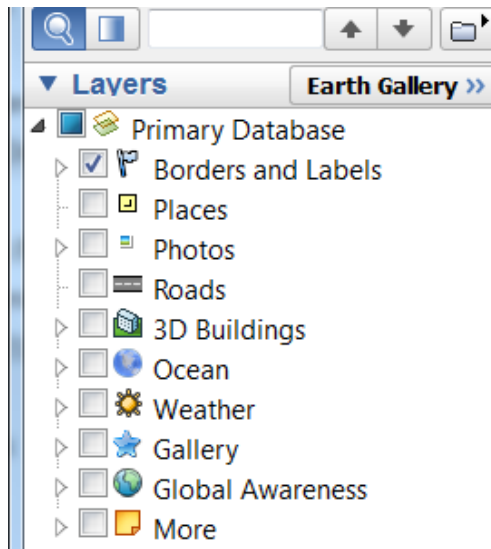 Layers
Earth Gallery »
Primary Database
Borders and Labels
Places
Photos
Roads
3D Buildings
Ocean
Weather
Gallery
Global Awareness
More